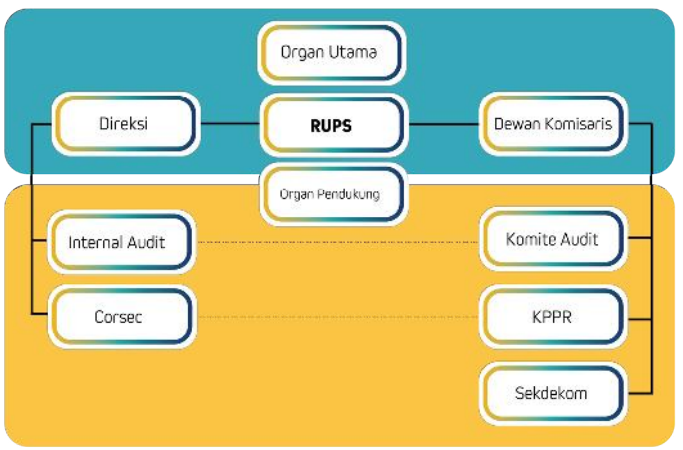 Organ Utama
Direksi
RUPS
Dewan Komisaris
Organ Pendukung
Internal Audit
Komite Audit
Corsec
KPPR
Sekdekom